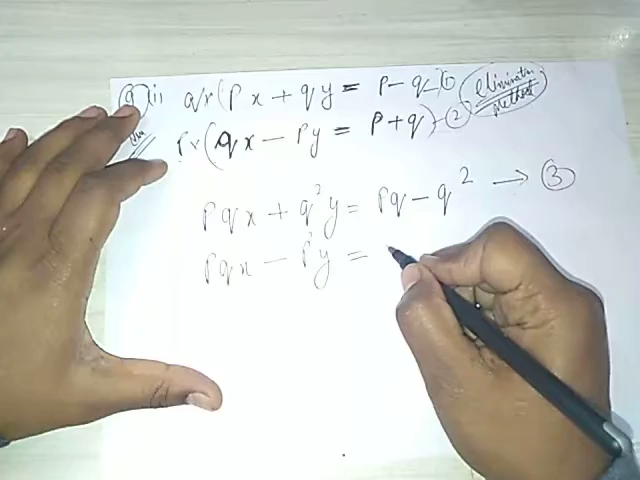 Q) ii) q×(px + qy = p - q —①
elimination
method
p×(qx - py = p + q) —②
pqx + q²y = pq - q² → ③
pqx - p²y =